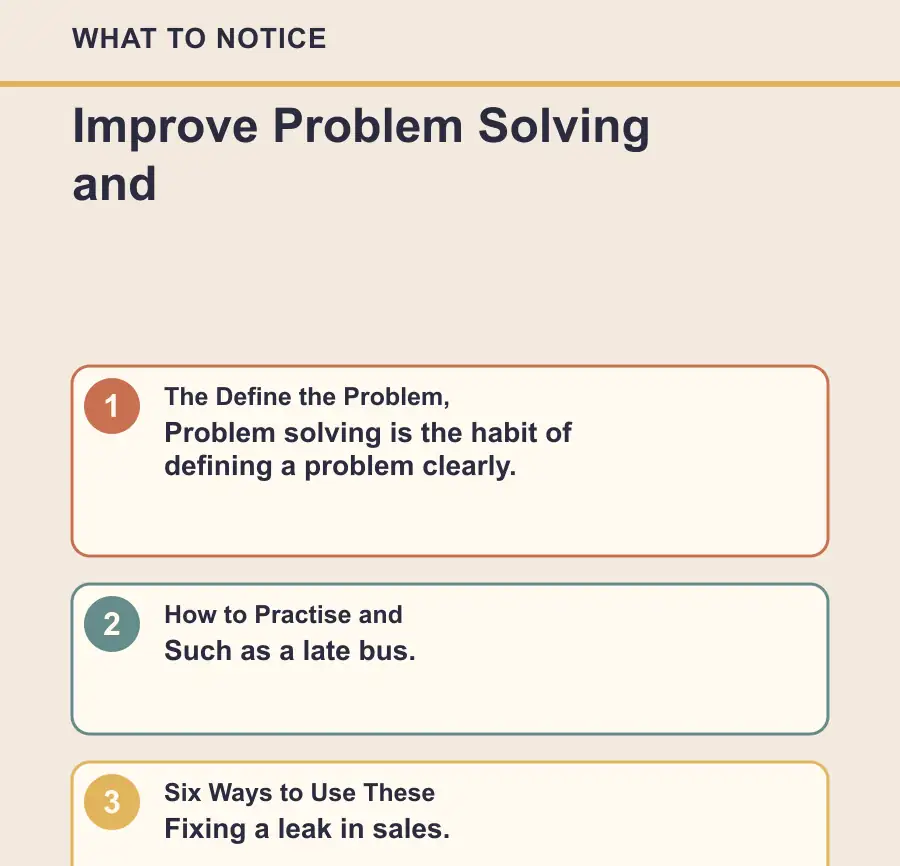 WHAT TO NOTICE
Improve Problem Solving
and
1
The Define the Problem,
Problem solving is the habit of
defining a problem clearly.
2
How to Practise and
Such as a late bus.
3
Six Ways to Use These
Fixing a leak in sales.